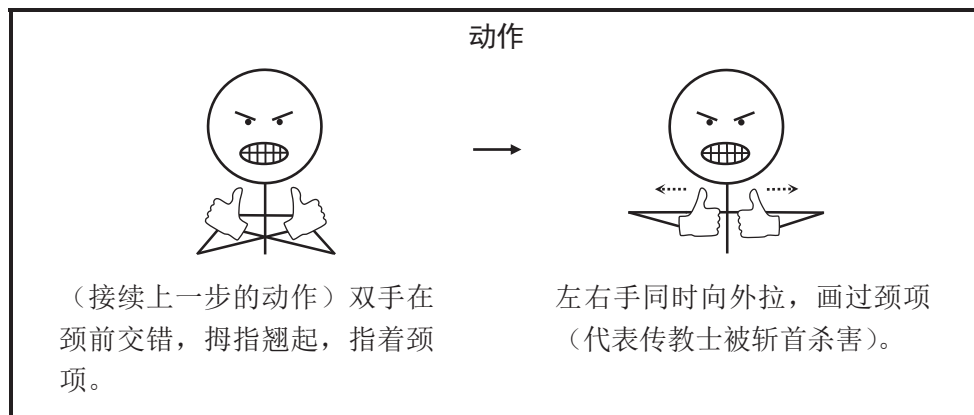 动作
（接续上一步的动作）双手在
颈前交错，拇指翘起，指着颈
项。
左右手同时向外拉，画过颈项
（代表传教士被斩首杀害）。